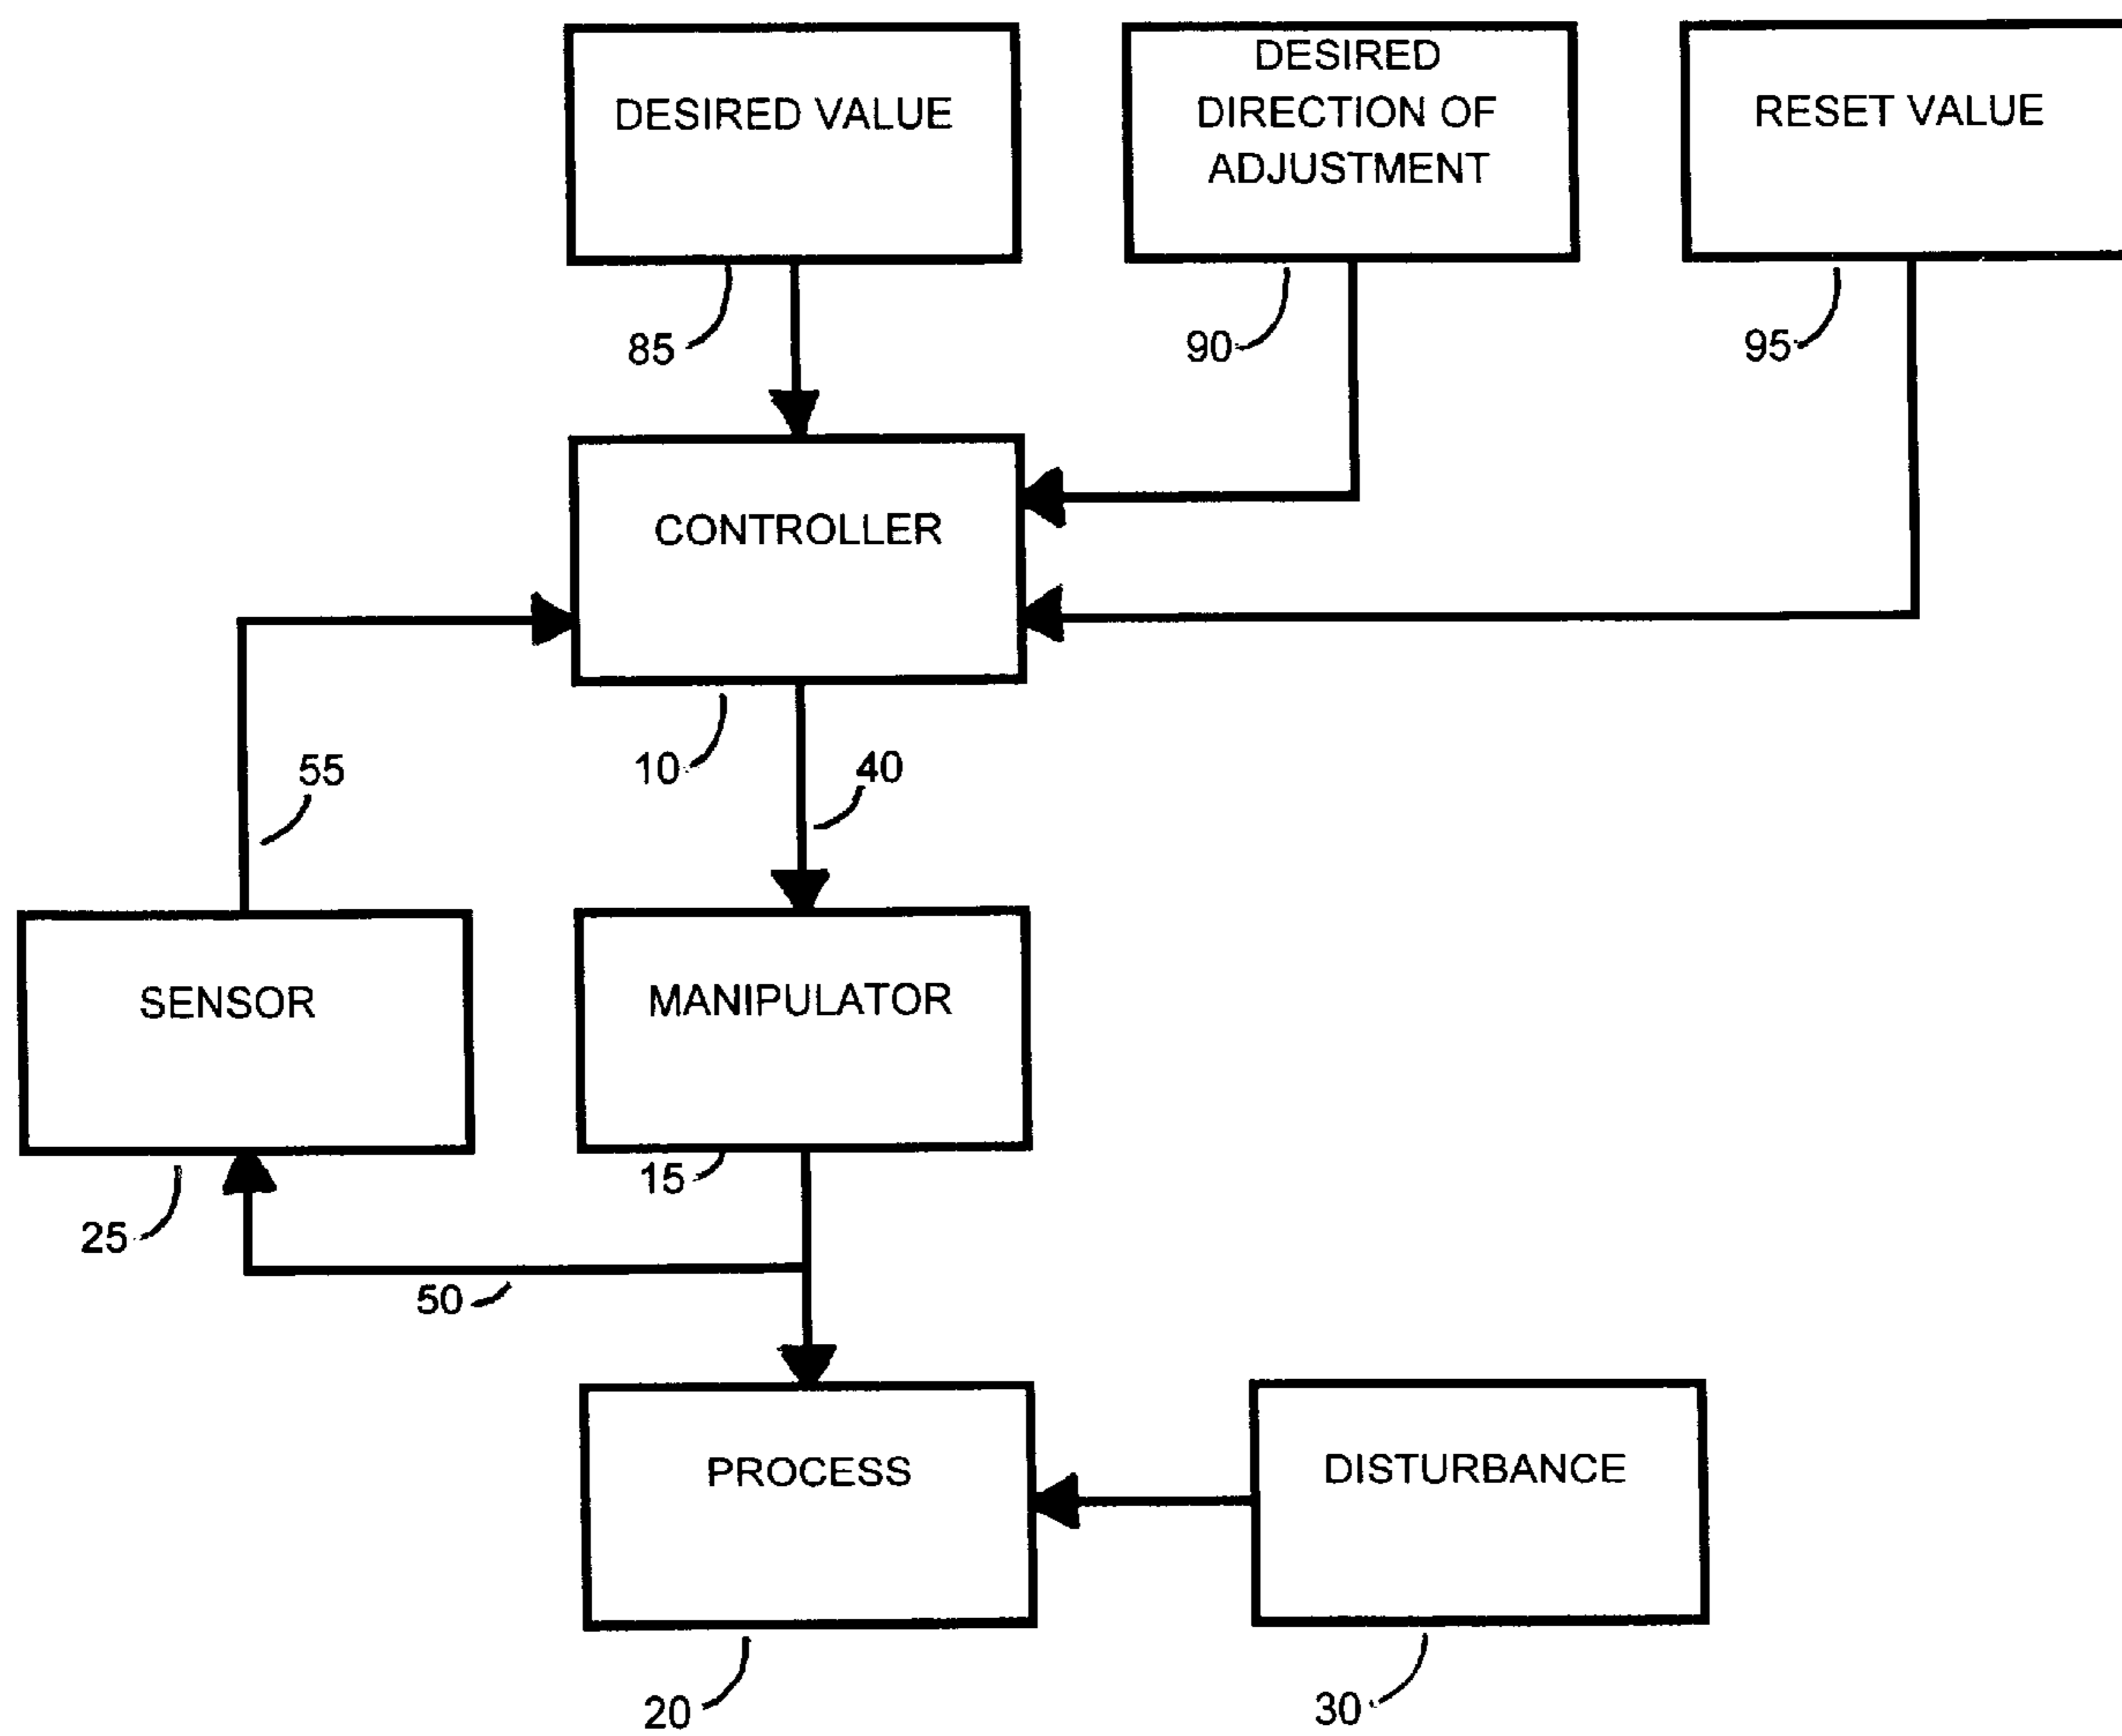 DESIRED VALUE
DESIRED
DIRECTION OF
ADJUSTMENT
RESET VALUE
85
90
95
CONTROLLER
10
40
55
SENSOR
MANIPULATOR
15
25
50
PROCESS
DISTURBANCE
20
30